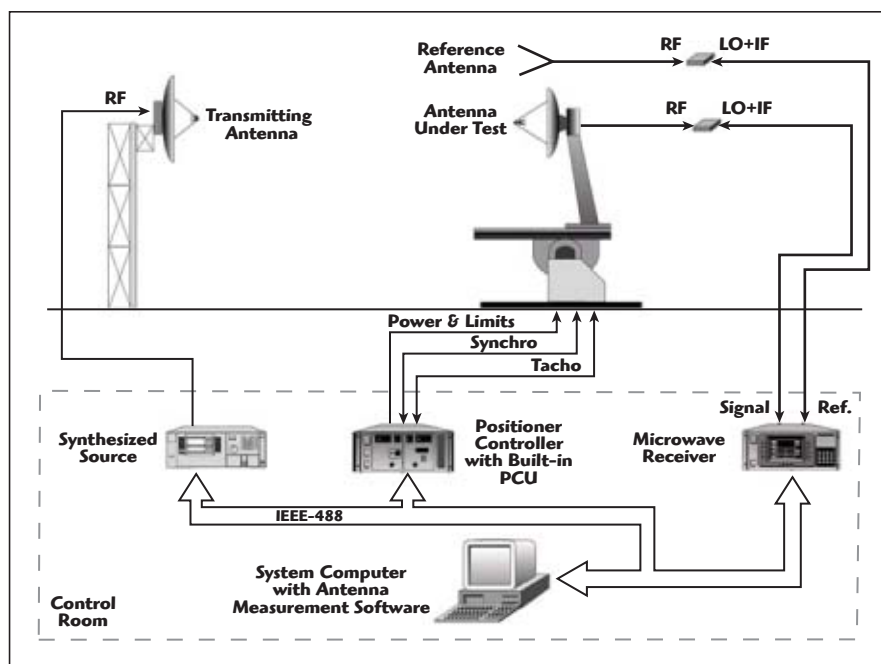 Reference
Antenna
RF
LO+IF
RF
Transmitting
Antenna
Antenna
Under Test
RF
LO+IF
Power & Limits
Synchro
Tacho
Signal
Ref.
Synthesized
Source
Positioner
Controller
with Built-in
PCU
Microwave
Receiver
IEEE-488
System Computer
with Antenna
Measurement Software
Control
Room